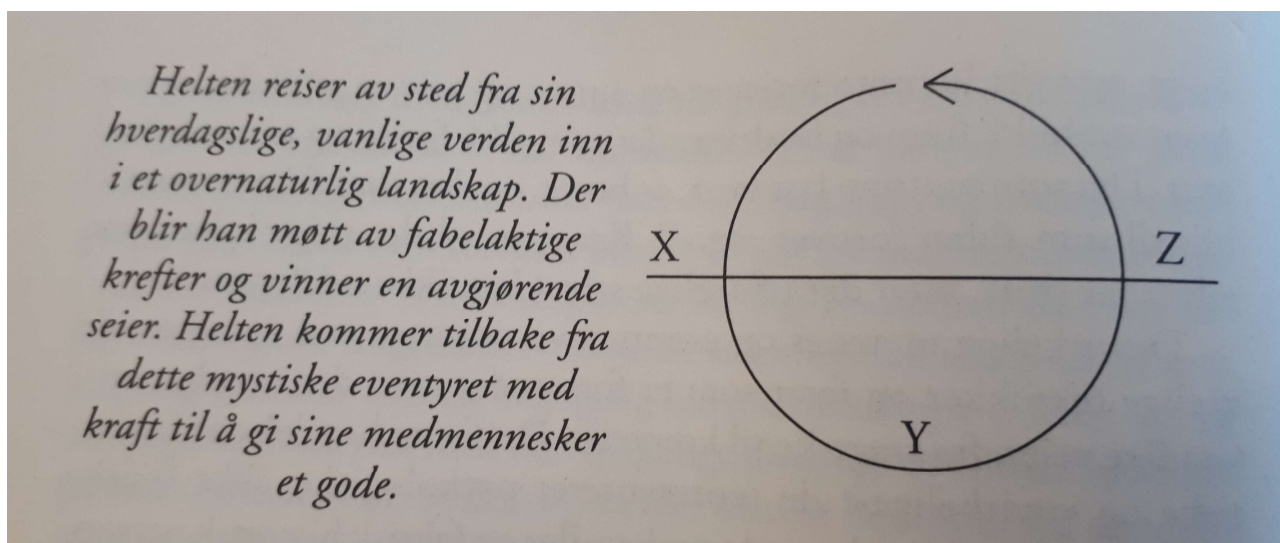 Helten reiser av sted fra sin
hverdagslige, vanlige verden inn
i et overnaturlig landskap. Der
blir han møtt av fabelaktige
krefter og vinner en avgjørende
seier. Helten kommer tilbake fra
dette mystiske eventyret med
kraft til å gi sine medmennesker
et gode.
X
Z
Y